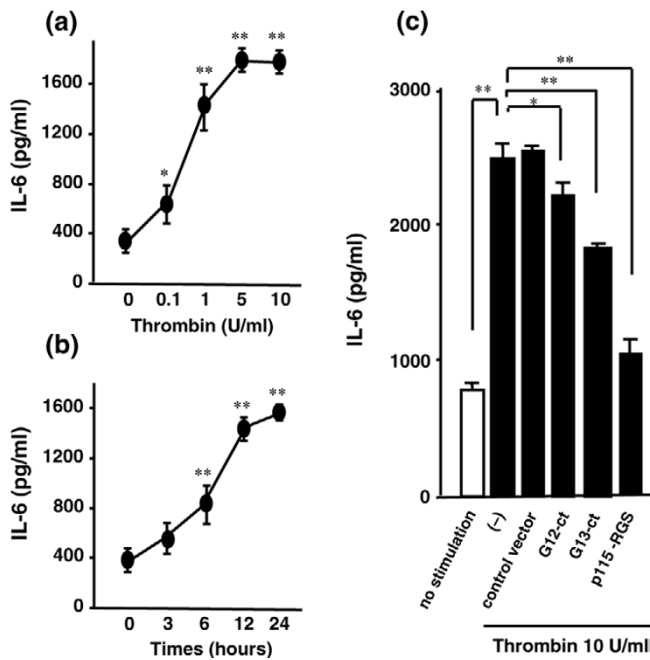 (a)
**
**
**
*
1600
1200
800
400
0
IL-6 (pg/ml)
0 0.1 1 5 10
Thrombin (U/ml)
(b)
**
**
**
1600
1200
800
400
0
IL-6 (pg/ml)
0 3 6 12 24
Times (hours)
(c)
**
**
**
*
3000
2000
1000
0
IL-6 (pg/ml)
no stimulation
(–)
control vector
G12-ct
G13-ct
p115 -RGS
Thrombin 10 U/ml